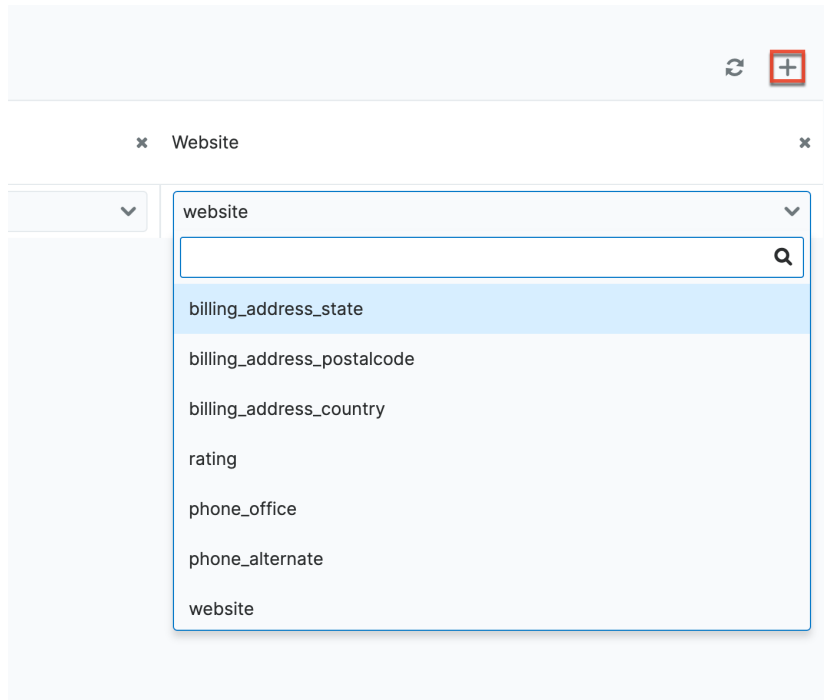 Website
website
billing_address_state
billing_address_postalcode
billing_address_country
rating
phone_office
phone_alternate
website